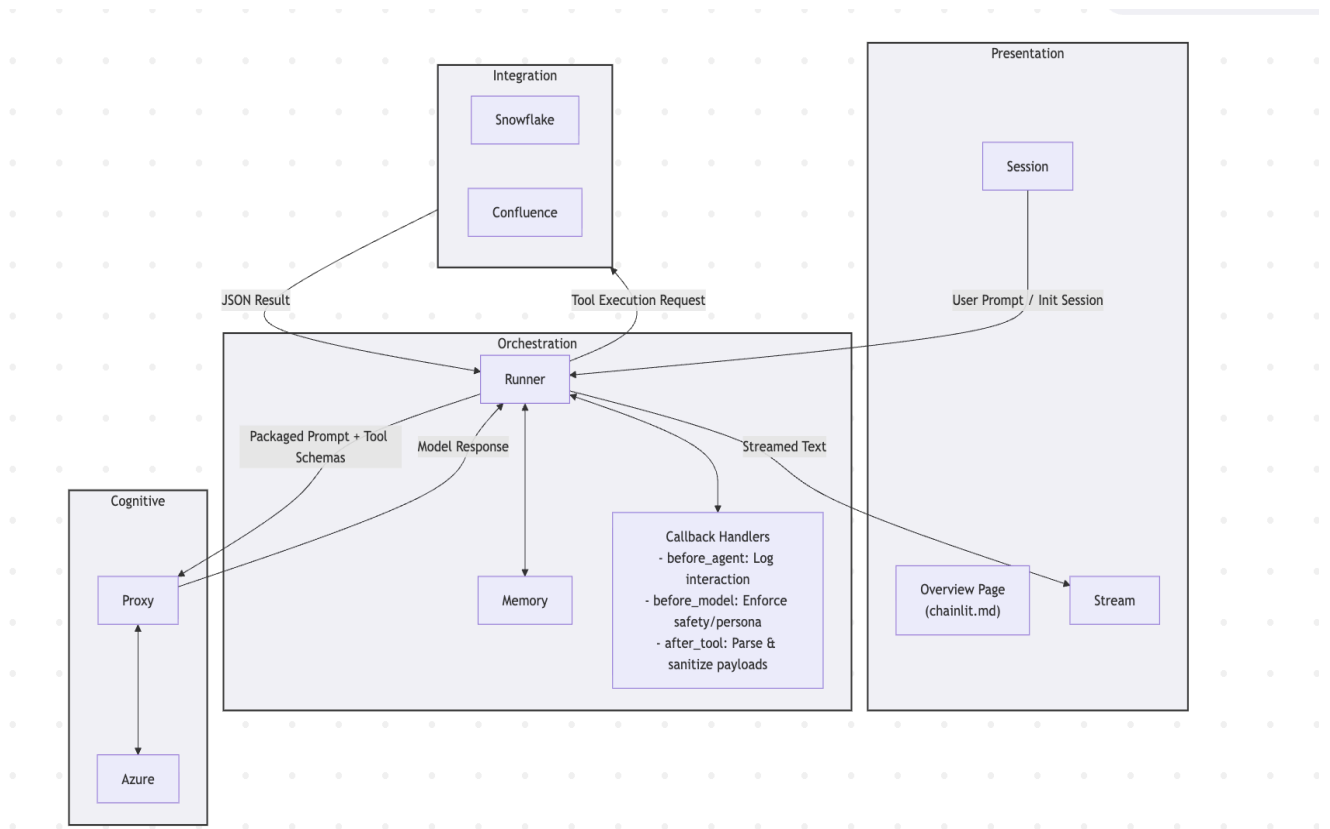 Presentation
Integration
Snowflake
Session
Confluence
JSON Result
Tool Execution Request
User Prompt / Init Session
Orchestration
Runner
Packaged Prompt + Tool
Schemas
Model Response
Streamed Text
Cognitive
Callback Handlers
- before_agent: Log
interaction
- before_model: Enforce
safety/persona
- after_tool: Parse &
sanitize payloads
Proxy
Memory
Overview Page
(chainlit.md)
Stream
Azure